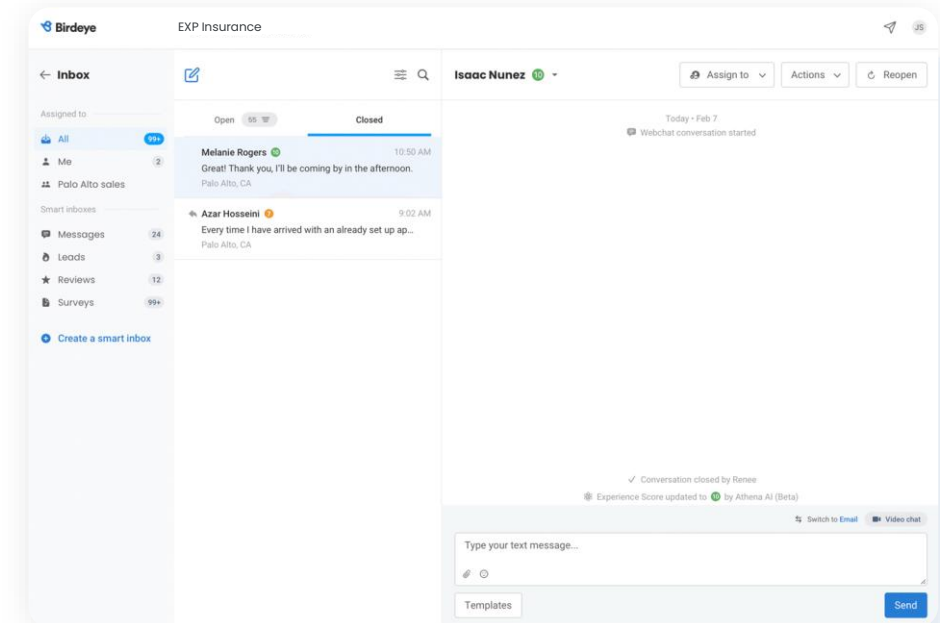 Birdeye
EXP Insurance
JS
Inbox
Assigned to
All 99+
Me 2
Palo Alto sales
Smart inboxes
Messages 24
Leads 3
Reviews 12
Surveys 99+
Create a smart inbox
Open 55
Closed
Melanie Rogers 10 10:50 AM
Great! Thank you, I'll be coming by in the afternoon.
Palo Alto, CA
Azar Hosseini 9:02 AM
Every time I have arrived with an already set up ap...
Palo Alto, CA
Isaac Nunez 10
Assign to
Actions
Reopen
Today • Feb 7
Webchat conversation started
Conversation closed by Renee
Experience Score updated to 10 by Athena AI (Beta)
Switch to Email
Video chat
Type your text message...
Templates
Send